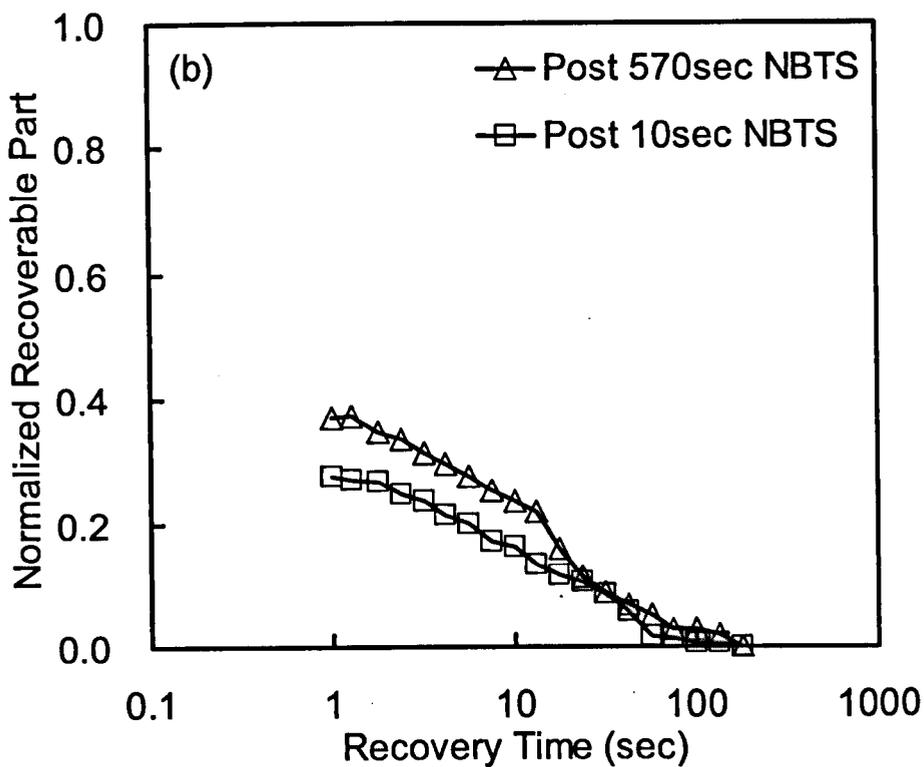 1.0
(b)
Post 570sec NBTS
Post 10sec NBTS
0.8
0.6
0.4
0.2
0.0
Normalized Recoverable Part
0.1 1 10 100 1000
Recovery Time (sec)